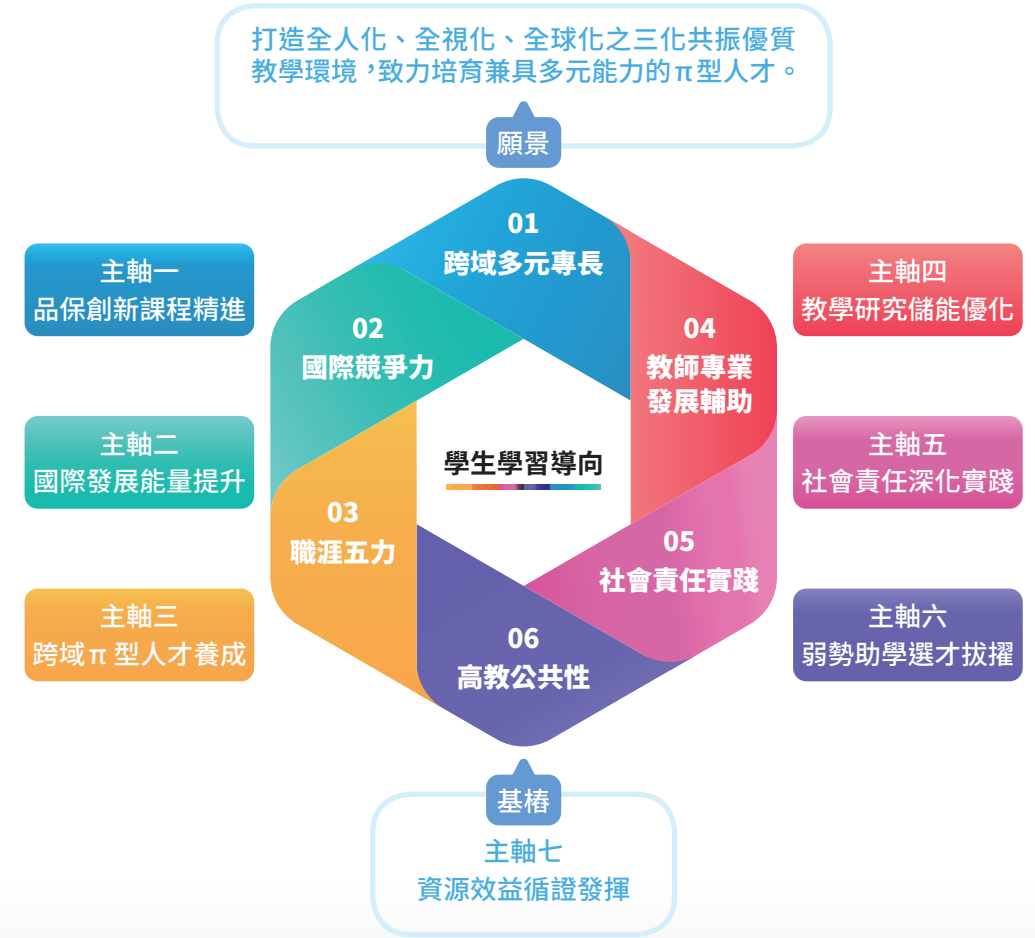 打造全人化、全視化、全球化之三化共振優質
教學環境，致力培育兼具多元能力的π型人才。
願景
01
跨域多元專長
02
國際競爭力
03
職涯五力
04
教師專業
發展輔助
05
社會責任實踐
06
高教公共性
學生學習導向
主軸一
品保創新課程精進
主軸二
國際發展能量提升
主軸三
跨域π 型人才養成
主軸四
教學研究儲能優化
主軸五
社會責任深化實踐
主軸六
弱勢助學選才拔擢
基樁
主軸七
資源效益循證發揮